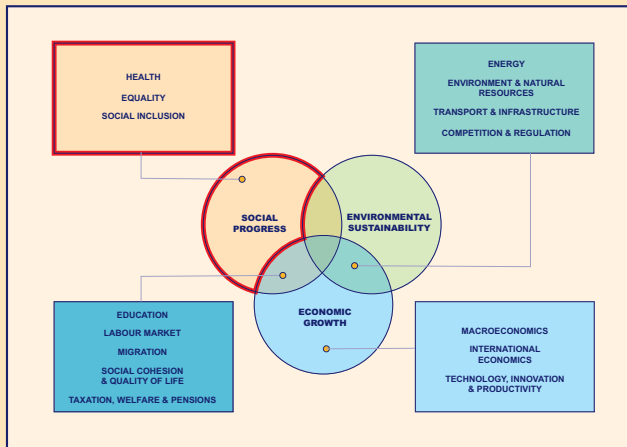 HEALTH
EQUALITY
SOCIAL INCLUSION
ENERGY
ENVIRONMENT & NATURAL
RESOURCES
TRANSPORT & INFRASTRUCTURE
COMPETITION & REGULATION
SOCIAL
PROGRESS
ENVIRONMENTAL
SUSTAINABILITY
ECONOMIC
GROWTH
EDUCATION
LABOUR MARKET
MIGRATION
SOCIAL COHESION
& QUALITY OF LIFE
TAXATION, WELFARE & PENSIONS
MACROECONOMICS
INTERNATIONAL
ECONOMICS
TECHNOLOGY, INNOVATION
& PRODUCTIVITY